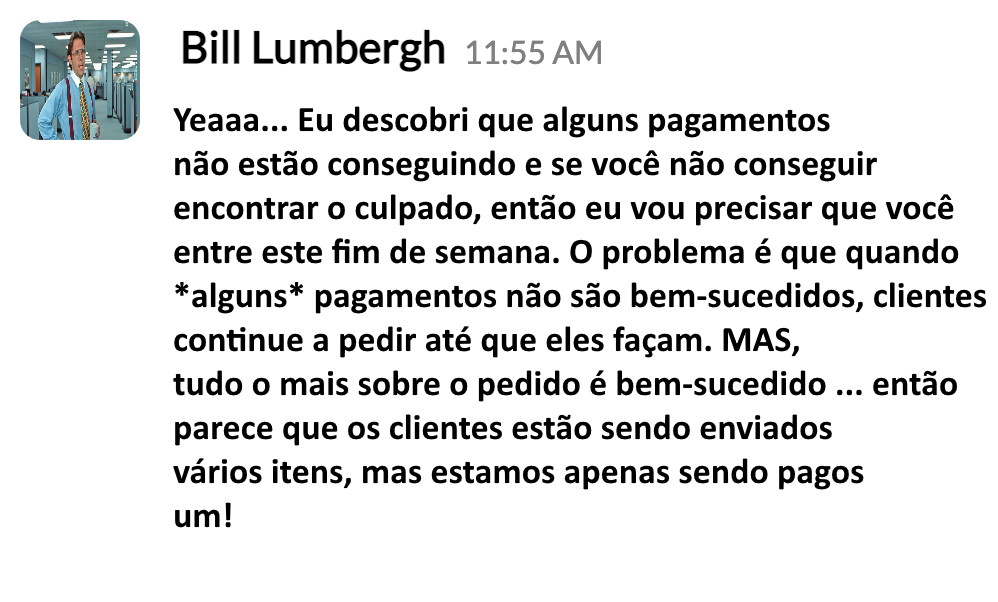 Bill Lumbergh 11:55 AM
Yeaaa... Eu descobri que alguns pagamentos
não estão conseguindo e se você não conseguir
encontrar o culpado, então eu vou precisar que você
entre este fim de semana. O problema é que quando
*alguns* pagamentos não são bem-sucedidos, clientes
continue a pedir até que eles façam. MAS,
tudo o mais sobre o pedido é bem-sucedido ... então
parece que os clientes estão sendo enviados
vários itens, mas estamos apenas sendo pagos
um!